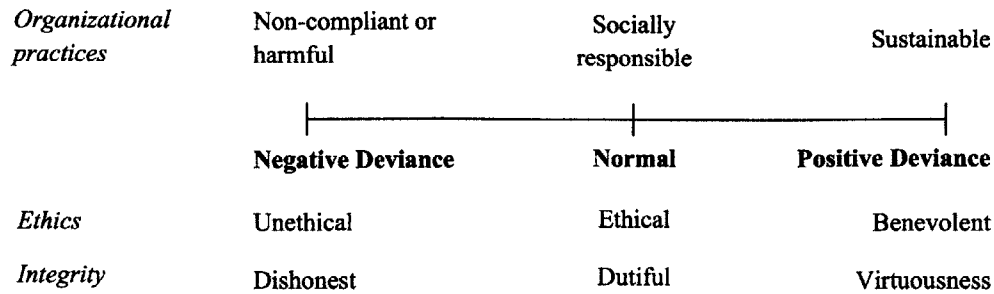 Organizational practices
Non-compliant or harmful
Socially responsible
Sustainable
Negative Deviance
Normal
Positive Deviance
Ethics
Unethical
Ethical
Benevolent
Integrity
Dishonest
Dutiful
Virtuousness